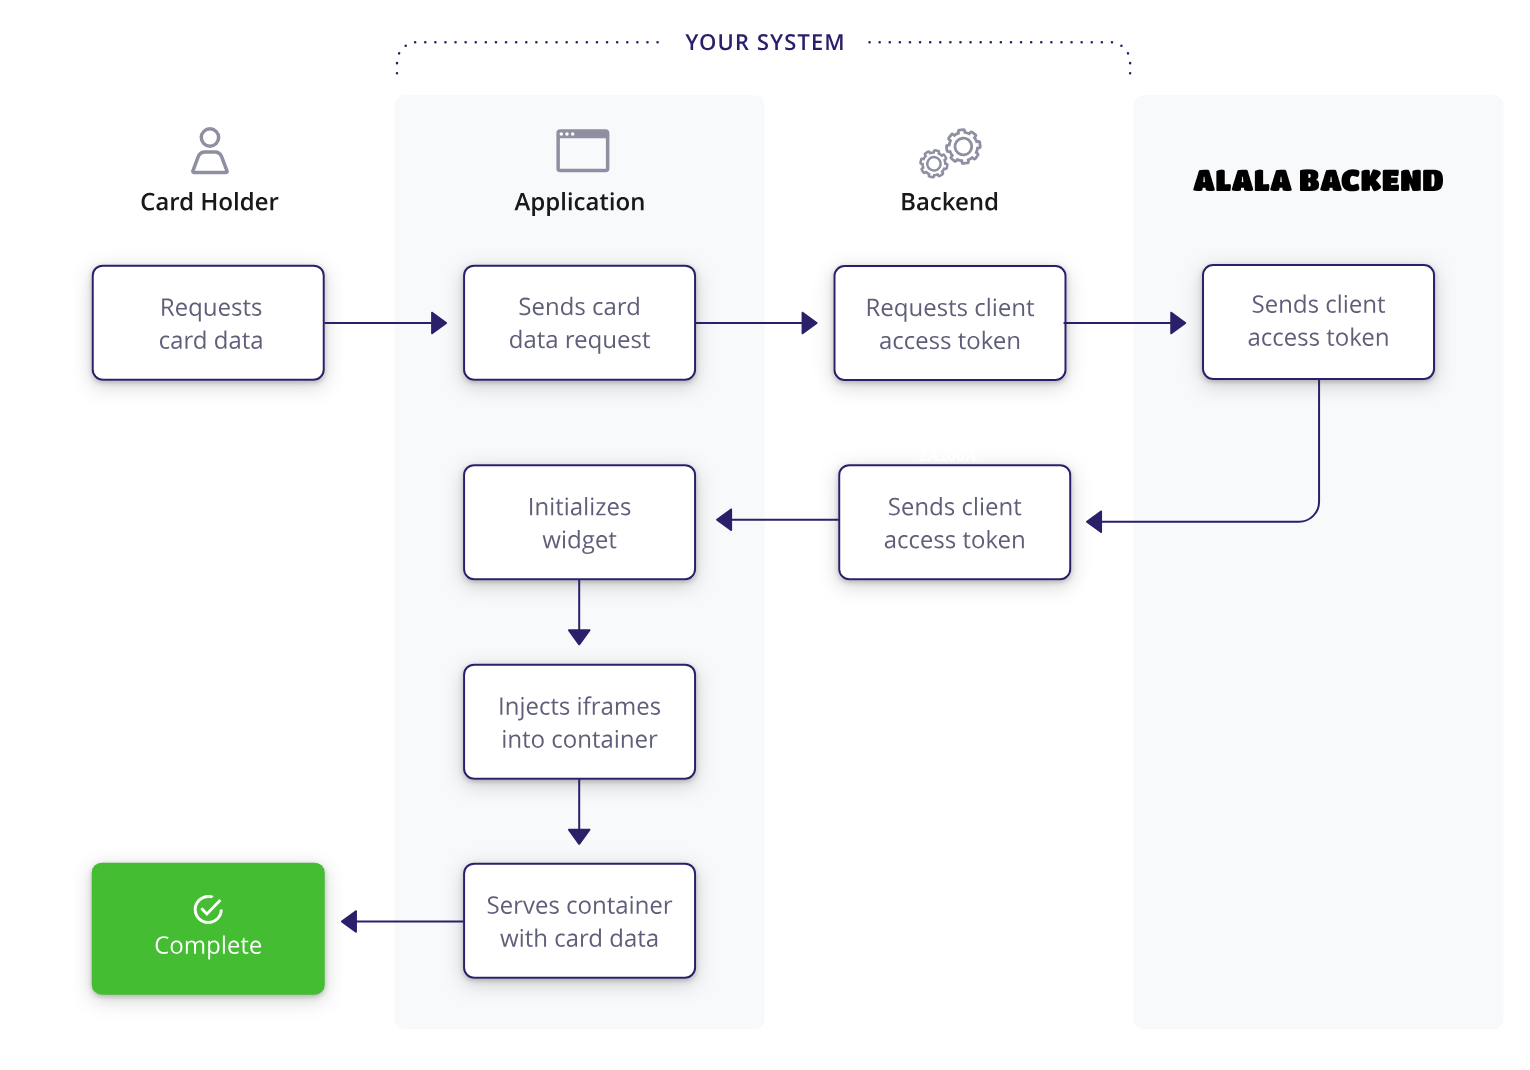 YOUR SYSTEM
Card Holder
Application
Backend
ALALA BACKEND
Requests
card data
Sends card
data request
Requests client
access token
Sends client
access token
Initializes
widget
Sends client
access token
Injects iframes
into container
Serves container
with card data
Complete